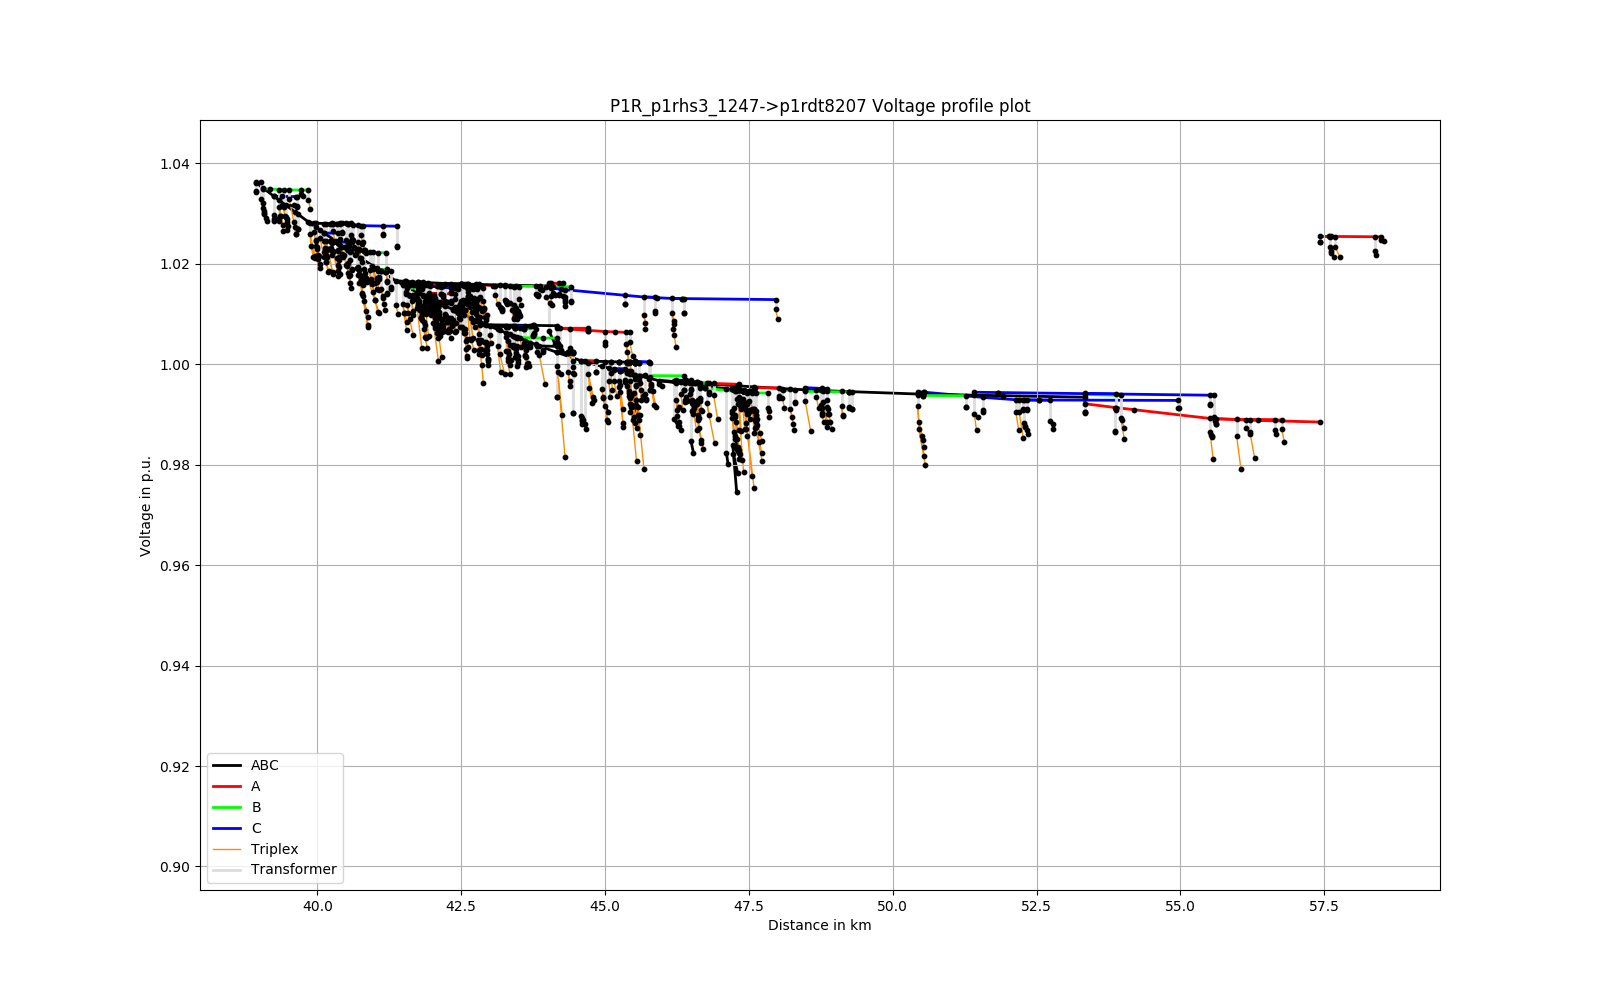 P1R_p1rhs3_1247->p1rdt8207 Voltage profile plot
1.04
1.02
1.00
0.98
0.96
0.94
0.92
0.90
Voltage in p.u.
ABC
A
B
C
Triplex
Transformer
40.0 42.5 45.0 47.5 50.0 52.5 55.0 57.5
Distance in km